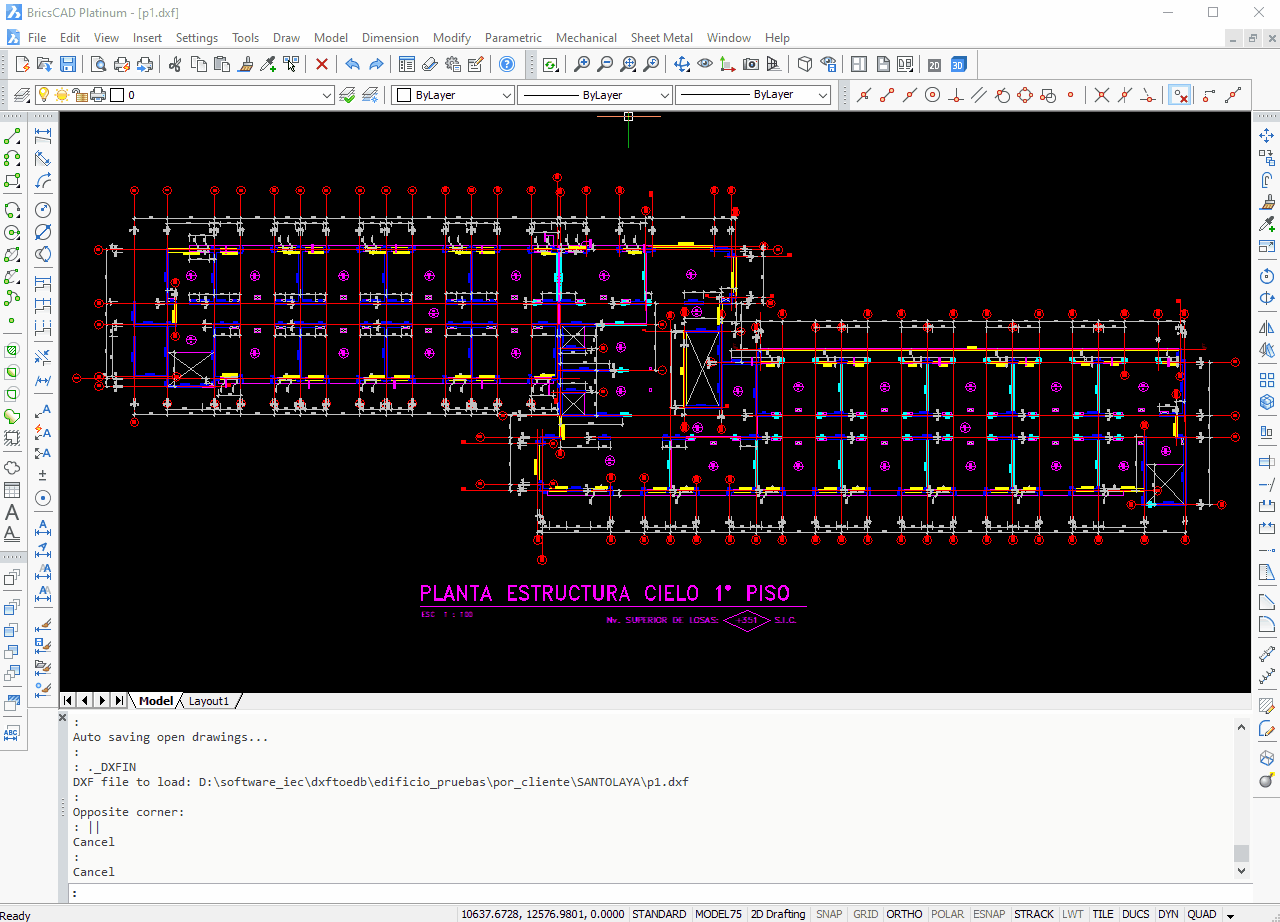 BricsCAD Platinum - [p1.dxf]
File Edit View Insert Settings Tools Draw Model Dimension Modify Parametric Mechanical Sheet Metal Window Help
2D 3D
0 ByLayer ByLayer ByLayer
PLANTA ESTRUCTURA CIELO 1° PISO
ESC 1 : 100
Nv. SUPERIOR DE LOSAS: +351 S.I.C.
Model Layout1
:
Auto saving open drawings...
:
: ._DXFIN
DXF file to load: D:\software_iec\dxftoedb\edificio_pruebas\por_cliente\SANTOLAYA\p1.dxf
:
Opposite corner:
: ||
Cancel
:
Cancel
:
ABC
Ready 10637.6728, 12576.9801, 0.0000 STANDARD MODEL75 2D Drafting SNAP GRID ORTHO POLAR ESNAP STRACK LWT TILE DUCS DYN QUAD